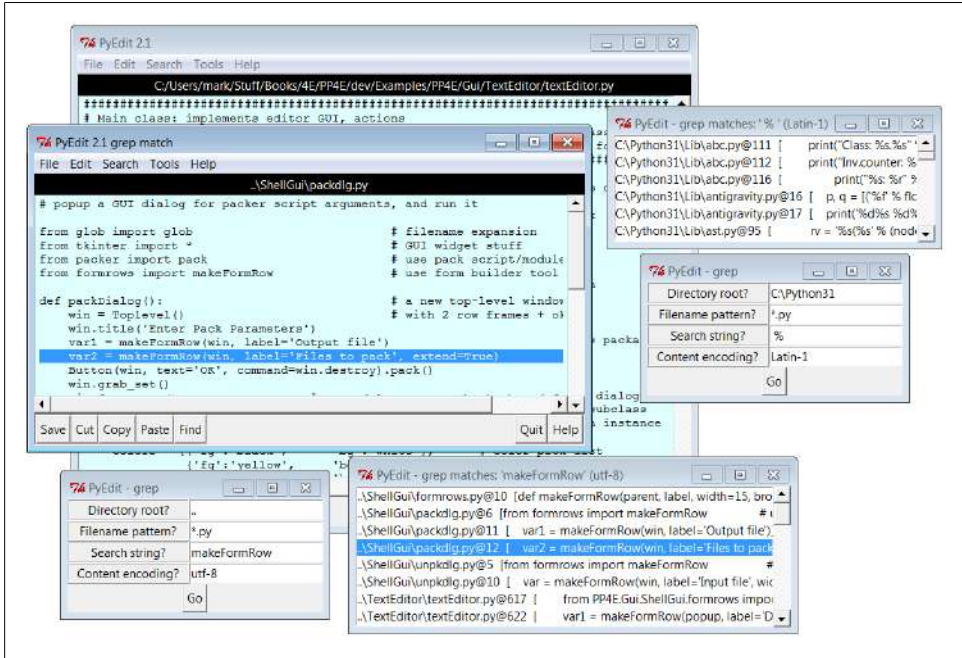 PyEdit 2.1
File Edit Search Tools Help
C:/Users/mark/Stuff/Books/4E/PP4E/dev/Examples/PP4E/Gui/TextEditor/textEditor.py
# Main class: implements editor GUI, actions
PyEdit 2.1 grep match
File Edit Search Tools Help
..\ShellGui\packdlg.py
# popup a GUI dialog for packer script arguments, and run it
from glob import glob # filename expansion
from tkinter import * # GUI widget stuff
from packer import pack # use pack script/module
from formrows import makeFormRow # use form builder tool
def packDialog(): # a new top-level window
win = Toplevel() # with 2 row frames + ok
win.title('Enter Pack Parameters')
var1 = makeFormRow(win, label='Output file')
var2 = makeFormRow(win, label='Files to pack', extend=True)
Button(win, text='OK', command=win.destroy).pack()
win.grab_set()
Save Cut Copy Paste Find Quit Help
packa
dialog
subclass
instance
{'fg':'yellow',
PyEdit - grep matches: ' % ' (Latin-1)
C:\Python31\Lib\abc.py@111 [ print("Class: %s.%s"
C:\Python31\Lib\abc.py@112 [ print("Inv.counter: %
C:\Python31\Lib\abc.py@116 [ print("%s: %r"
C:\Python31\Lib\antigravity.py@16 [ p, q = [('%f' % flc
C:\Python31\Lib\antigravity.py@17 [ print('%d%s %d%
C:\Python31\Lib\ast.py@95 [ rv = '%s(%s' % (node
PyEdit - grep
Directory root? C:\Python31
Filename pattern? *.py
Search string? %
Content encoding? Latin-1
Go
PyEdit - grep
Directory root? ..
Filename pattern? *.py
Search string? makeFormRow
Content encoding? utf-8
Go
PyEdit - grep matches: 'makeFormRow' (utf-8)
..\ShellGui\formrows.py@10 [def makeFormRow(parent, label, width=15, bro
..\ShellGui\packdlg.py@6 [from formrows import makeFormRow # u
..\ShellGui\packdlg.py@11 [ var1 = makeFormRow(win, label='Output file')
..\ShellGui\packdlg.py@12 [ var2 = makeFormRow(win, label='Files to pack
..\ShellGui\unpkdlg.py@5 [from formrows import makeFormRow #
..\ShellGui\unpkdlg.py@10 [ var = makeFormRow(win, label='Input file', wid
..\TextEditor\textEditor.py@617 [ from PP4E.Gui.ShellGui.formrows impor
..\TextEditor\textEditor.py@622 [ var1 = makeFormRow(popup, label='D